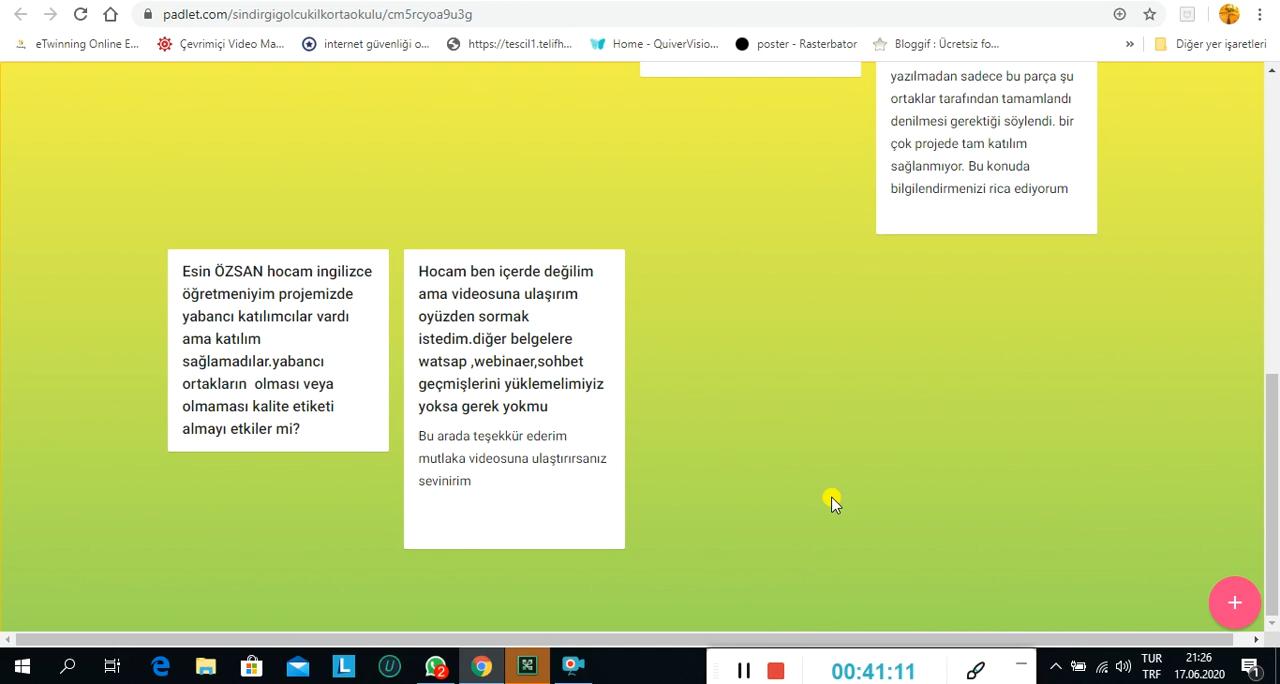 padlet.com/sindirgigolcukilkortaokulu/cm5rcyoa9u3g
eTwinning Online E...
Çevrimiçi Video Ma...
internet güvenliği o...
https://tescil1.telifh...
Home - QuiverVisio...
poster - Rasterbator
Bloggif : Ücretsiz fo...
»
Diğer yer işaretleri
yazılmadan sadece bu parça şu
ortaklar tarafından tamamlandı
denilmesi gerektiği söylendi. bir
çok projede tam katılım
sağlanmıyor. Bu konuda
bilgilendirmenizi rica ediyorum
Esin ÖZSAN hocam ingilizce
öğretmeniyim projemizde
yabancı katılımcılar vardı
ama katılım
sağlamadılar.yabancı
ortakların olması veya
olmaması kalite etiketi
almayı etkiler mi?
Hocam ben içerde değilim
ama videosuna ulaşırım
oyüzden sormak
istedim.diğer belgelere
watsap ,webinaer,sohbet
geçmişlerini yüklemelimiyiz
yoksa gerek yokmu
Bu arada teşekkür ederim
mutlaka videosuna ulaştırırsanız
sevinirim
00:41:11
TUR
TRF
21:26
17.06.2020